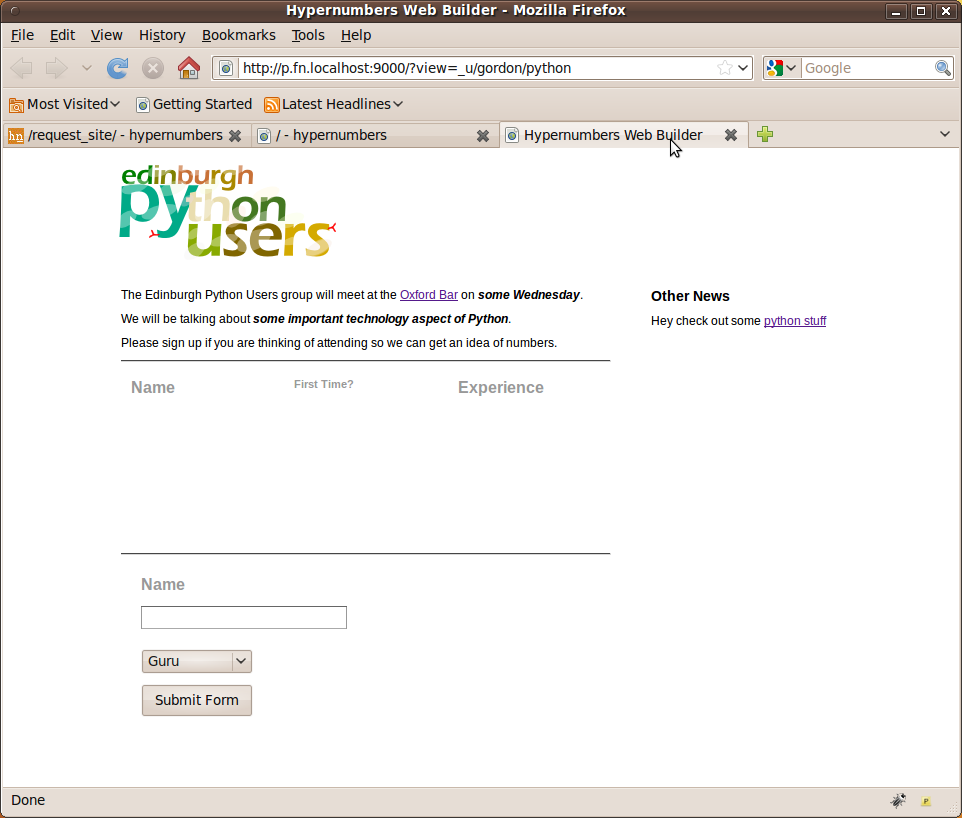 Hypernumbers Web Builder - Mozilla Firefox
File Edit View History Bookmarks Tools Help
http://p.fn.localhost:9000/?view=_u/gordon/python Google
Most Visited Getting Started Latest Headlines
hn /request_site/ - hypernumbers / - hypernumbers Hypernumbers Web Builder
edinburgh
python
users
The Edinburgh Python Users group will meet at the Oxford Bar on some Wednesday.
Other News
We will be talking about some important technology aspect of Python.
Hey check out some python stuff
Please sign up if you are thinking of attending so we can get an idea of numbers.
Name First Time? Experience
Name
Guru
Submit Form
Done P